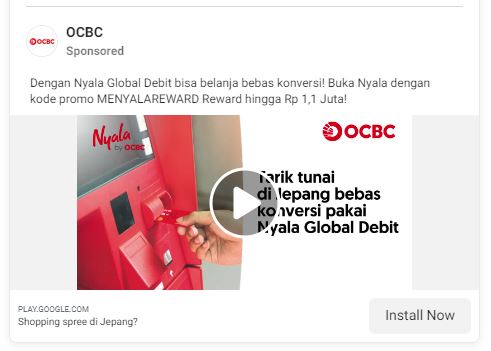 OCBC
OCBC
Sponsored
Dengan Nyala Global Debit bisa belanja bebas konversi! Buka Nyala dengan
kode promo MENYALAREWARD Reward hingga Rp 1,1 Juta!
Nyala
by OCBC
OCBC
Tarik tunai
di Jepang bebas
konversi pakai
Nyala Global Debit
PLAY.GOOGLE.COM
Shopping spree di Jepang?
Install Now